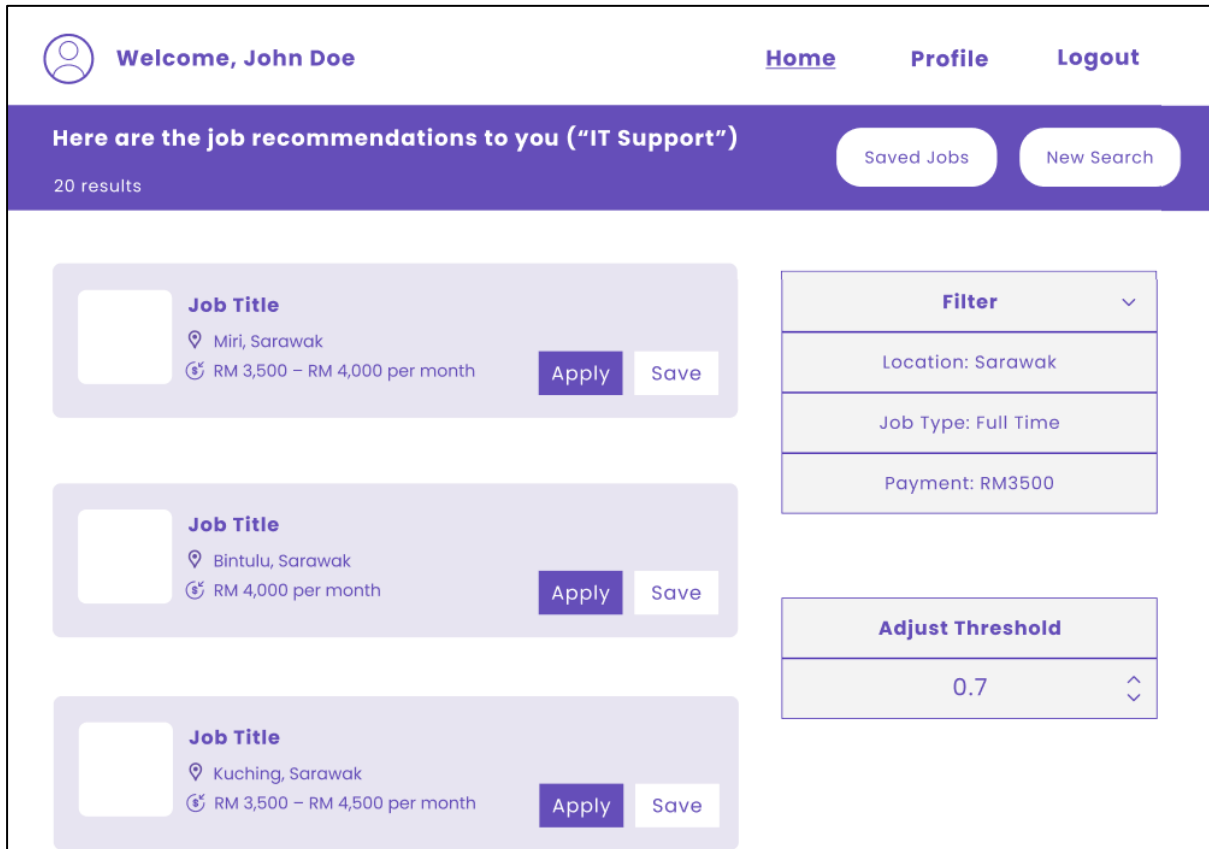 Welcome, John Doe
Home
Profile
Logout
Here are the job recommendations to you (“IT Support”)
20 results
Saved Jobs
New Search
Job Title
Miri, Sarawak
RM 3,500 – RM 4,000 per month
Apply
Save
Job Title
Bintulu, Sarawak
RM 4,000 per month
Apply
Save
Job Title
Kuching, Sarawak
RM 3,500 – RM 4,500 per month
Apply
Save
Filter
Location: Sarawak
Job Type: Full Time
Payment: RM3500
Adjust Threshold
0.7